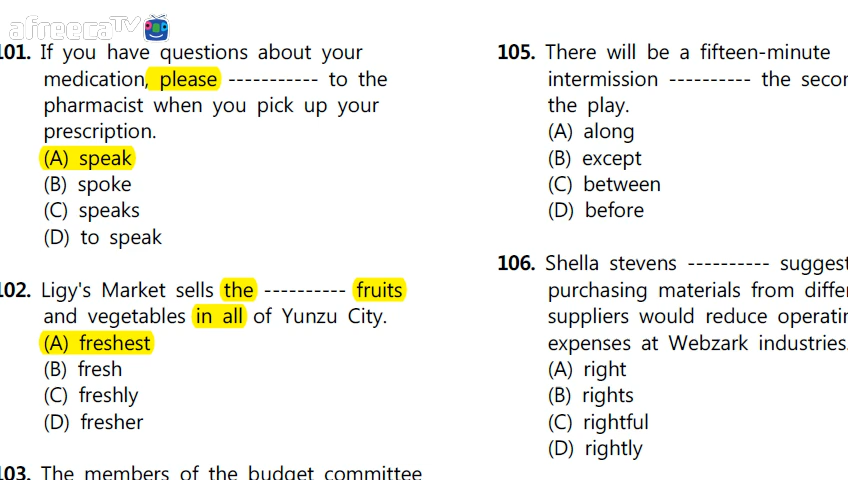 afreecaTV
101. If you have questions about your
medication, please ----------- to the
pharmacist when you pick up your
prescription.
(A) speak
(B) spoke
(C) speaks
(D) to speak
102. Ligy's Market sells the ---------- fruits
and vegetables in all of Yunzu City.
(A) freshest
(B) fresh
(C) freshly
(D) fresher
103. The members of the budget committee
105. There will be a fifteen-minute
intermission ---------- the secon
the play.
(A) along
(B) except
(C) between
(D) before
106. Shella stevens ---------- suggest
purchasing materials from differ
suppliers would reduce operatin
expenses at Webzark industries.
(A) right
(B) rights
(C) rightful
(D) rightly